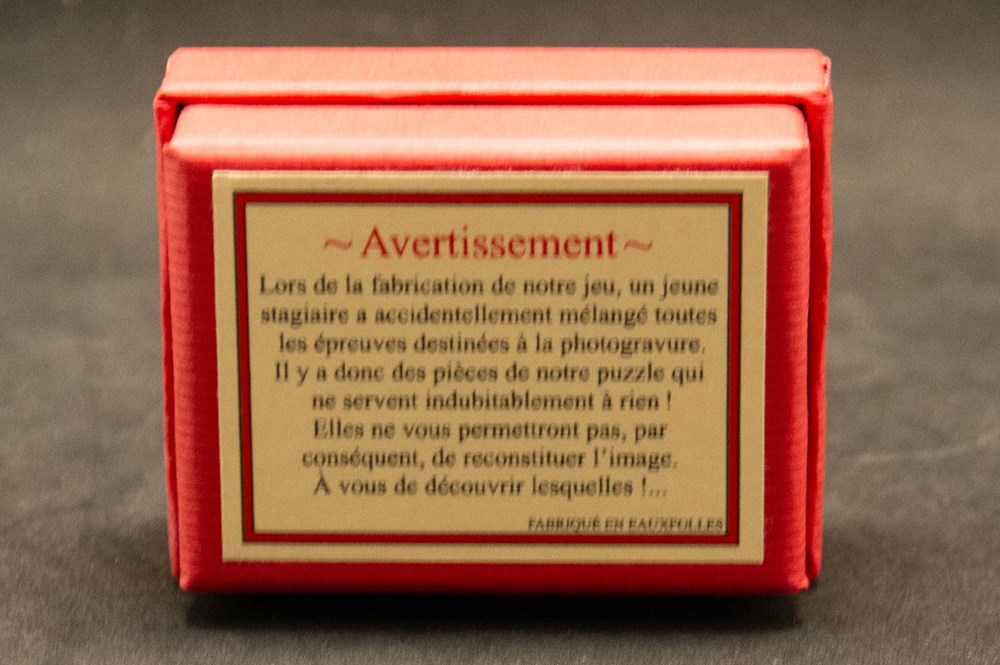 ~ Avertissement ~
Lors de la fabrication de notre jeu, un jeune
stagiaire a accidentellement mélangé toutes
les épreuves destinées à la photogravure.
Il y a donc des pièces de notre puzzle qui
ne servent indubitablement à rien !
Elles ne vous permettront pas, par
conséquent, de reconstituer l'image.
À vous de découvrir lesquelles !...
FABRIQUÉ EN EAUXFOLLES